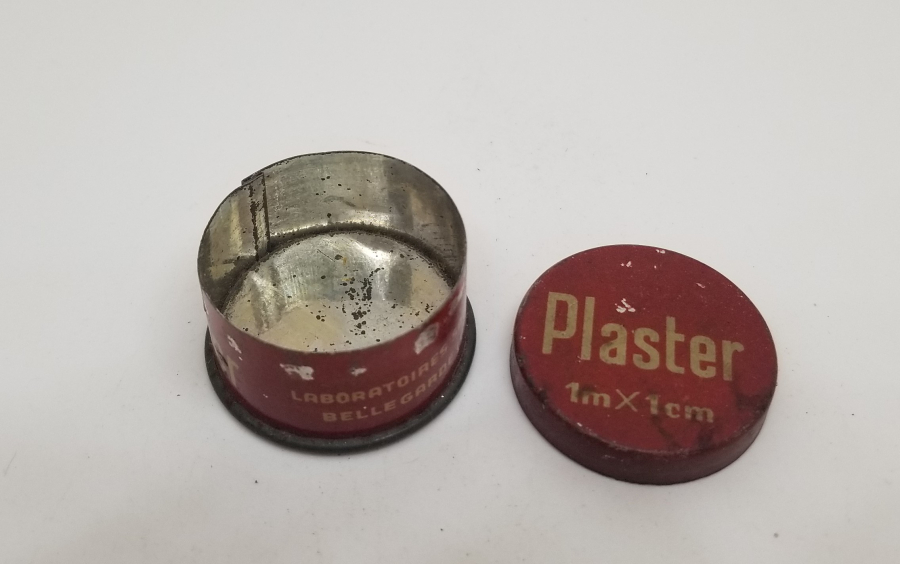 LABORATOIRES
BELLEGARDE
Plaster
1m X 1cm